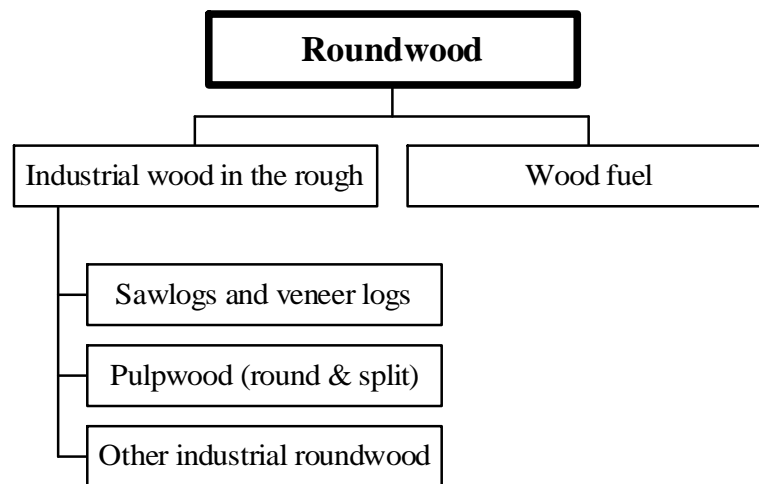 Roundwood
Industrial wood in the rough
Wood fuel
Sawlogs and veneer logs
Pulpwood (round & split)
Other industrial roundwood